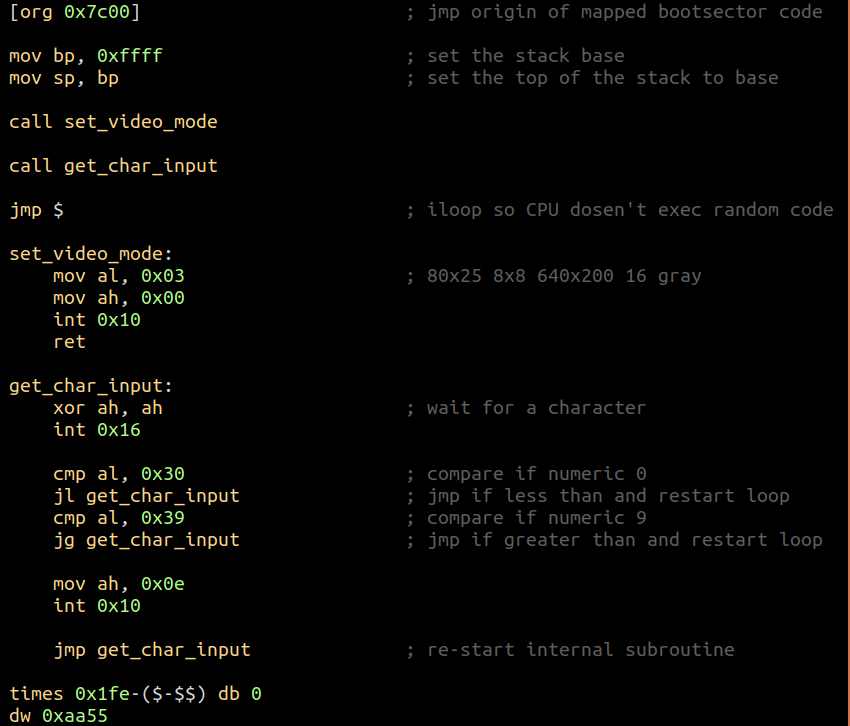 [org 0x7c00] ; jmp origin of mapped bootsector code
mov bp, 0xffff ; set the stack base
mov sp, bp ; set the top of the stack to base
call set_video_mode
call get_char_input
jmp $ ; iloop so CPU dosen't exec random code
set_video_mode:
mov al, 0x03 ; 80x25 8x8 640x200 16 gray
mov ah, 0x00
int 0x10
ret
get_char_input:
xor ah, ah ; wait for a character
int 0x16
cmp al, 0x30 ; compare if numeric 0
jl get_char_input ; jmp if less than and restart loop
cmp al, 0x39 ; compare if numeric 9
jg get_char_input ; jmp if greater than and restart loop
mov ah, 0x0e
int 0x10
jmp get_char_input ; re-start internal subroutine
times 0x1fe-($-$$) db 0
dw 0xaa55